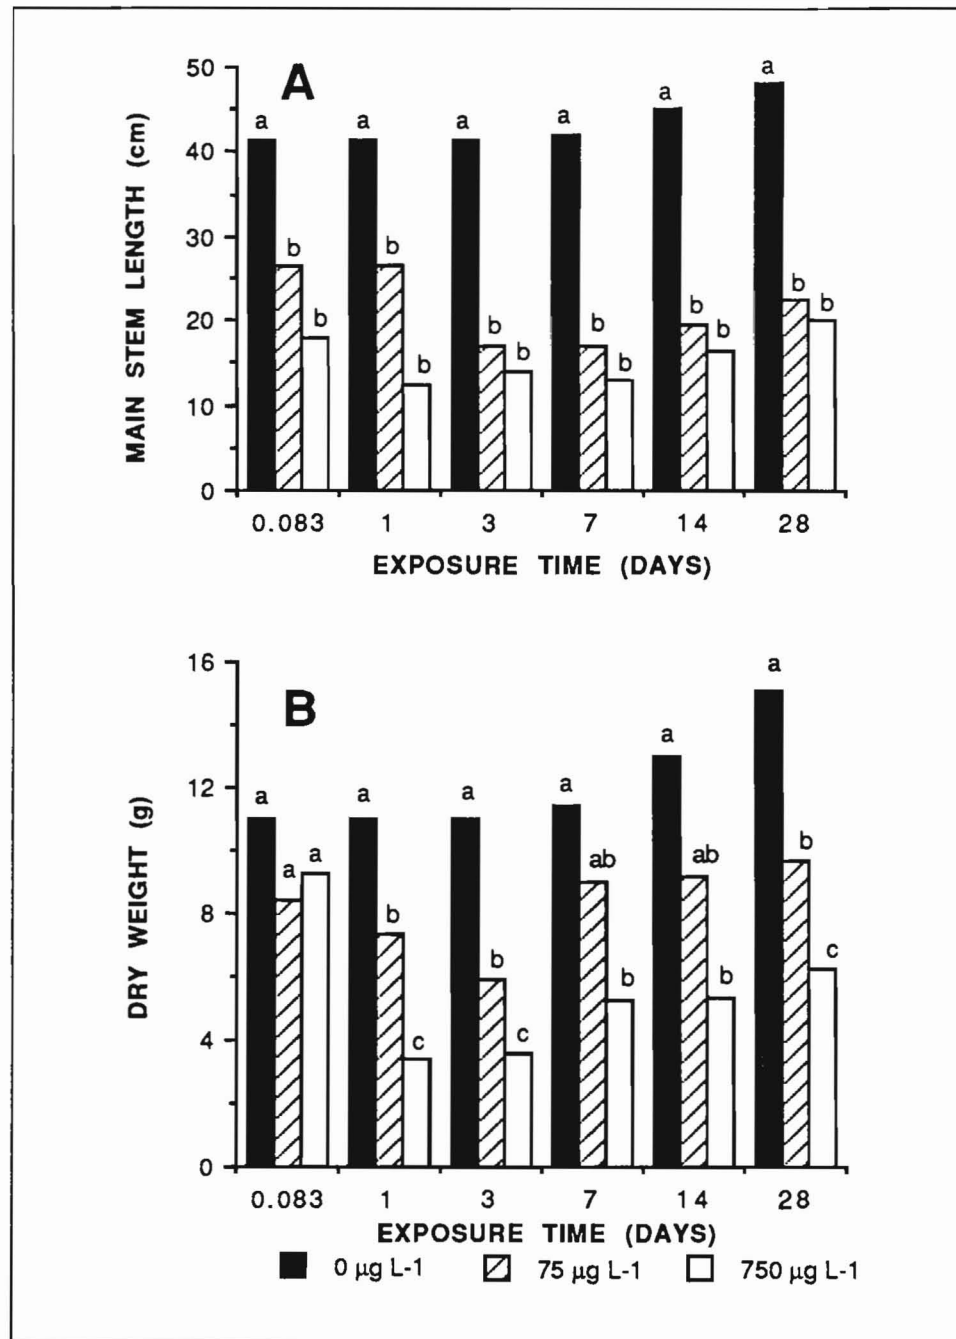 A
50
40
30
20
10
0
MAIN STEM LENGTH (cm)
a a a a a a
b b b b b b
b b b b b b
0.083 1 3 7 14 28
EXPOSURE TIME (DAYS)
B
16
12
8
4
0
DRY WEIGHT (g)
a a a a a a
a b b ab ab b
a c c b b c
0.083 1 3 7 14 28
EXPOSURE TIME (DAYS)
0 µg L-1 75 µg L-1 750 µg L-1